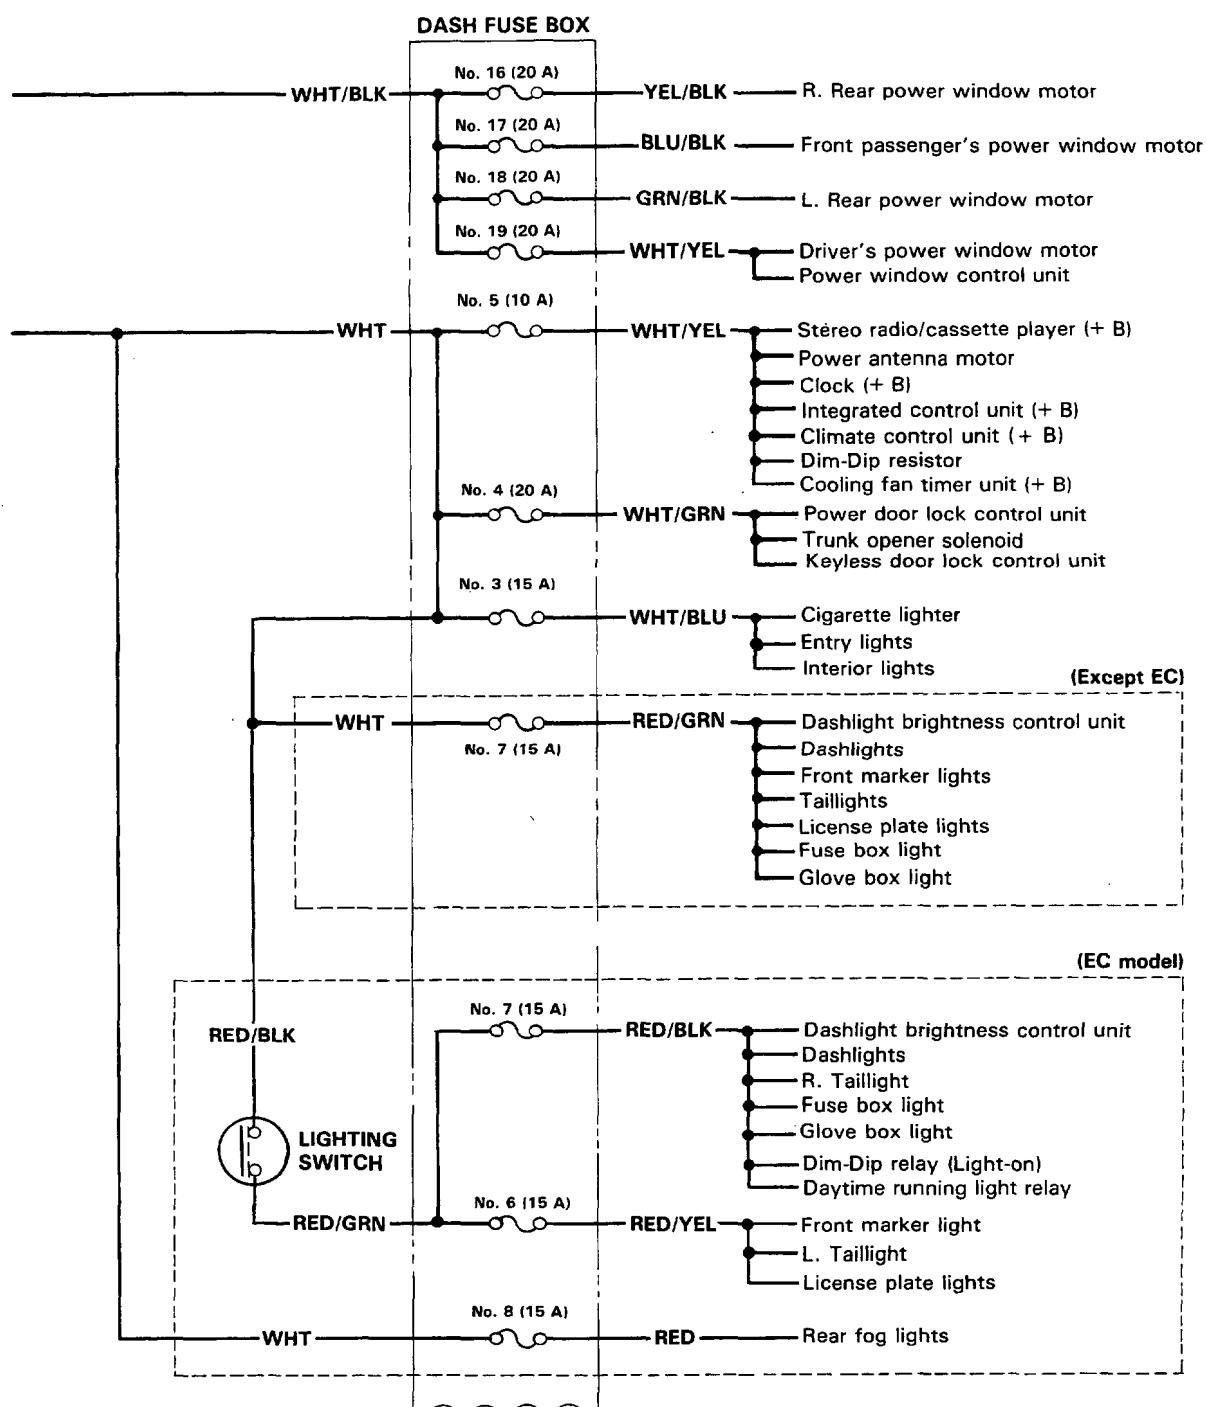 DASH FUSE BOX
No. 16 (20 A)
WHT/BLK
YEL/BLK
R. Rear power window motor
No. 17 (20 A)
BLU/BLK
Front passenger's power window motor
No. 18 (20 A)
GRN/BLK
L. Rear power window motor
No. 19 (20 A)
WHT/YEL
Driver's power window motor
Power window control unit
No. 5 (10 A)
WHT
WHT/YEL
Stereo radio/cassette player (+ B)
Power antenna motor
Clock (+ B)
Integrated control unit (+ B)
Climate control unit (+ B)
Dim-Dip resistor
Cooling fan timer unit (+ B)
No. 4 (20 A)
WHT/GRN
Power door lock control unit
Trunk opener solenoid
Keyless door lock control unit
No. 3 (15 A)
WHT/BLU
Cigarette lighter
Entry lights
Interior lights
(Except EC)
WHT
No. 7 (15 A)
RED/GRN
Dashlight brightness control unit
Dashlights
Front marker lights
Taillights
License plate lights
Fuse box light
Glove box light
(EC model)
No. 7 (15 A)
RED/BLK
RED/BLK
Dashlight brightness control unit
Dashlights
R. Taillight
Fuse box light
Glove box light
Dim-Dip relay (Light-on)
Daytime running light relay
LIGHTING
SWITCH
No. 6 (15 A)
RED/GRN
RED/YEL
Front marker light
L. Taillight
License plate lights
No. 8 (15 A)
WHT
RED
Rear fog lights